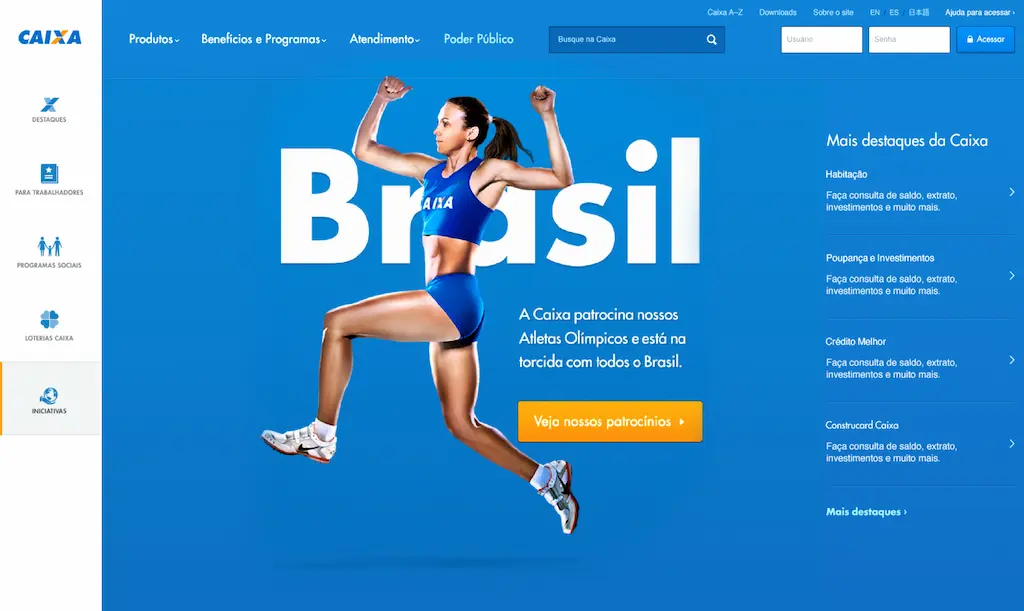 CAIXA
Caixa A–Z
Downloads
Sobre o site
EN / ES / 日本語
Ajuda para acessar ›
Produtos
Benefícios e Programas
Atendimento
Poder Público
Busque na Caixa
Usuário
Senha
Acessar
DESTAQUES
PARA TRABALHADORES
PROGRAMAS SOCIAIS
LOTERIAS CAIXA
INICIATIVAS
Brasil
CAIXA
A Caixa patrocina nossos
Atletas Olímpicos e está na
torcida com todos o Brasil.
Veja nossos patrocínios
Mais destaques da Caixa
Habitação
Faça consulta de saldo, extrato,
investimentos e muito mais.
Poupança e Investimentos
Faça consulta de saldo, extrato,
investimentos e muito mais.
Crédito Melhor
Faça consulta de saldo, extrato,
investimentos e muito mais.
Construcard Caixa
Faça consulta de saldo, extrato,
investimentos e muito mais.
Mais destaques ›